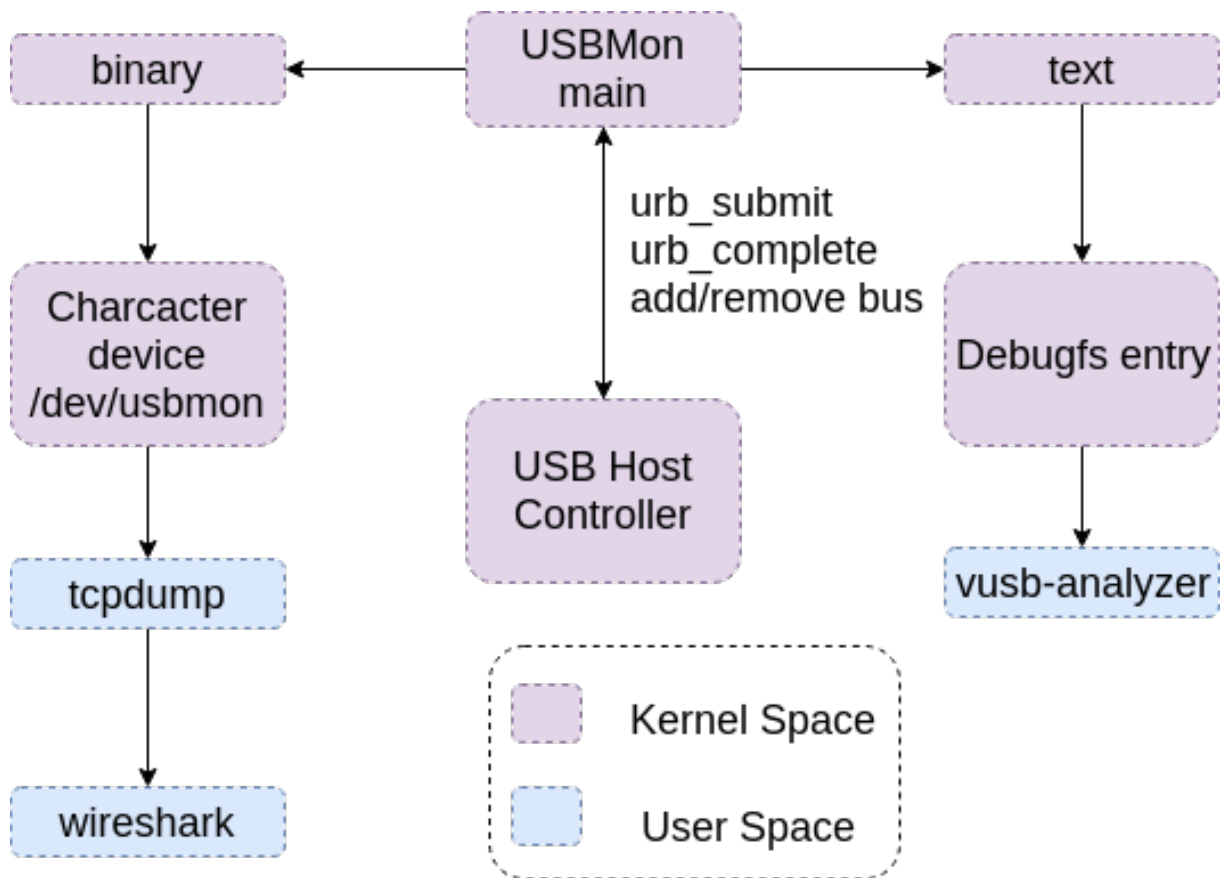 binary
USBMon
main
text
urb_submit
urb_complete
add/remove bus
Charcacter
device
/dev/usbmon
Debugfs entry
USB Host
Controller
tcpdump
vusb-analyzer
Kernel Space
wireshark
User Space